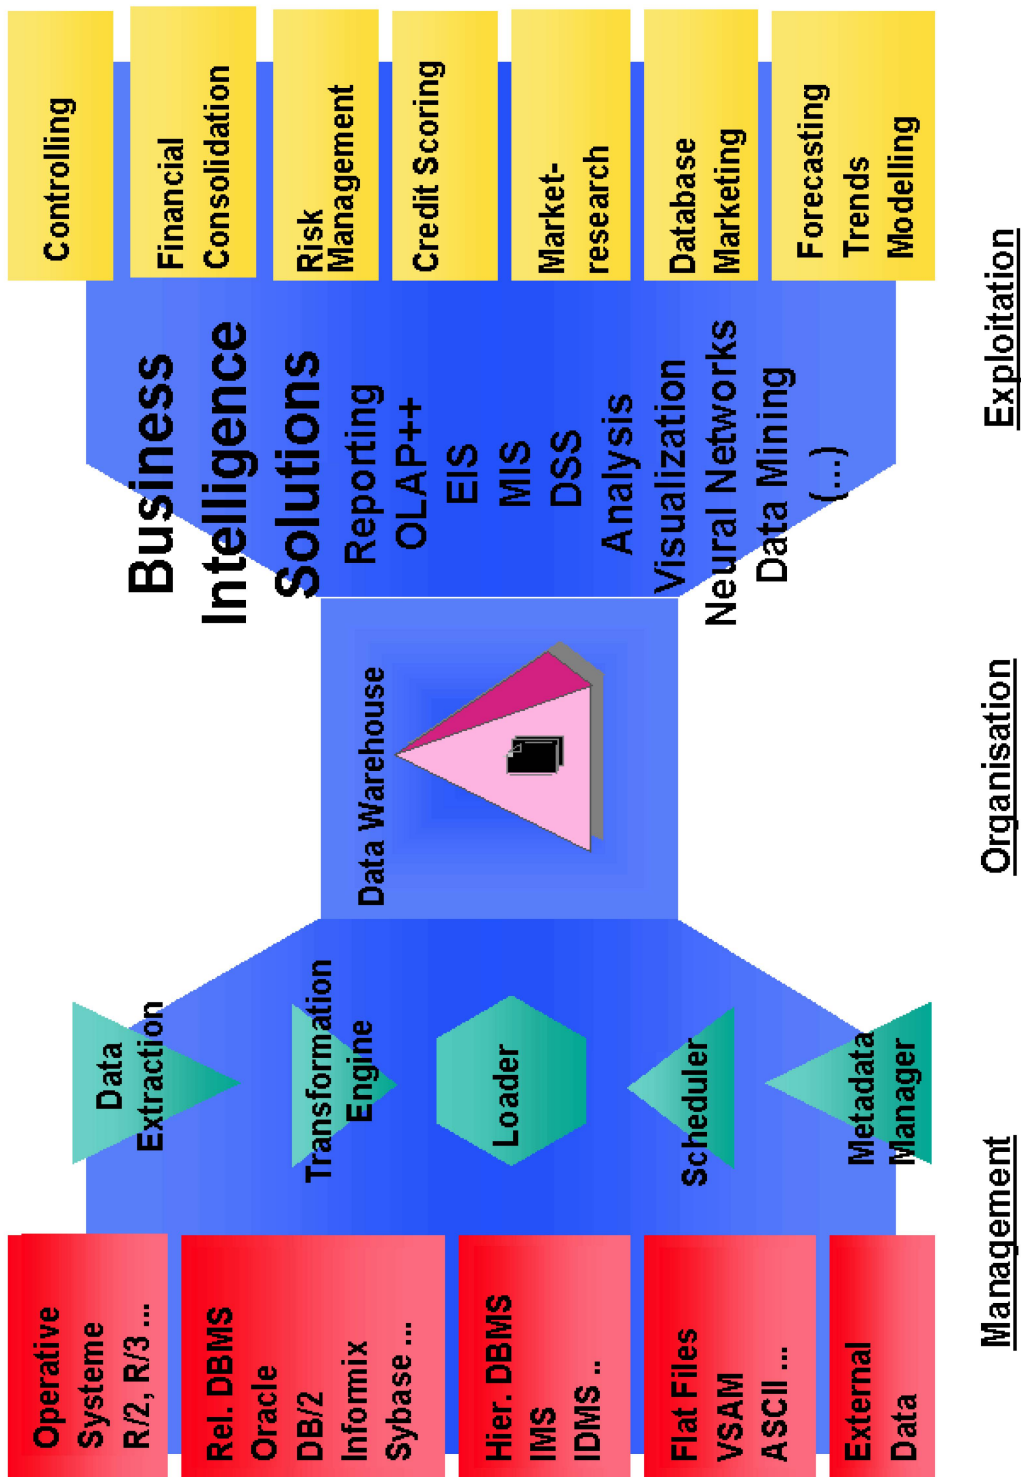 Operative
Systeme
R/2, R/3 ...
Rel. DBMS
Oracle
DB/2
Informix
Sybase ...
Hier. DBMS
IMS
IDMS ..
Flat Files
VSAM
ASCII ...
External
Data
Data
Extraction
Transformation
Engine
Loader
Scheduler
Metadata
Manager
Data Warehouse
Business
Intelligence
Solutions
Reporting
OLAP++
EIS
MIS
DSS
Analysis
Visualization
Neural Networks
Data Mining
(...)
Controlling
Financial
Consolidation
Risk
Management
Credit Scoring
Market-
research
Database
Marketing
Forecasting
Trends
Modelling
Management
Organisation
Exploitation